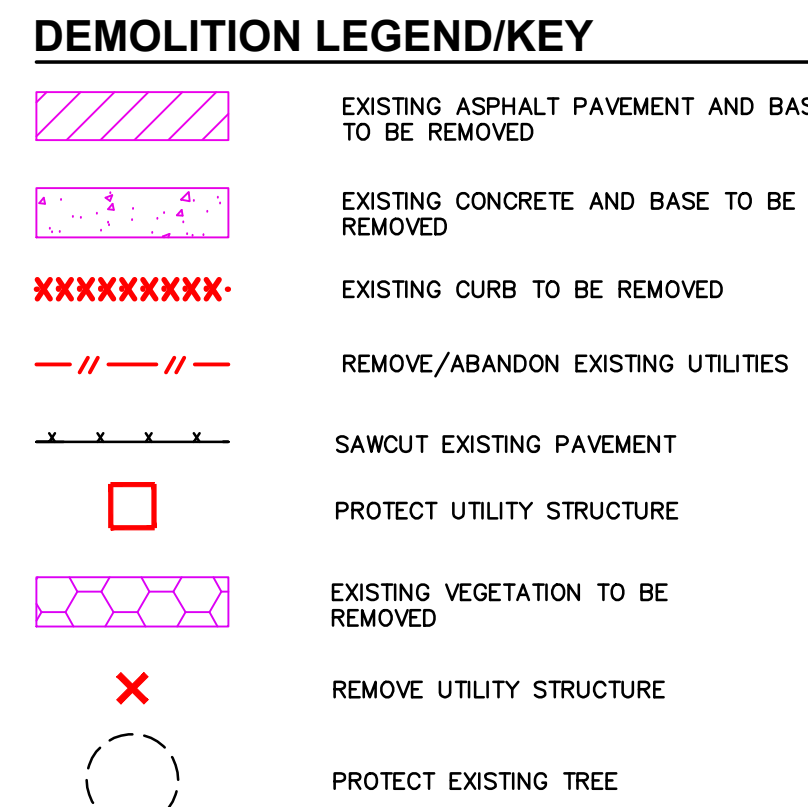 DEMOLITION LEGEND/KEY
EXISTING ASPHALT PAVEMENT AND
TO BE REMOVED
EXISTING CONCRETE AND BASE TO BE
REMOVED
EXISTING CURB TO BE REMOVED
REMOVE/ABANDON EXISTING UTILITIES
SAWCUT EXISTING PAVEMENT
PROTECT UTILITY STRUCTURE
EXISTING VEGETATION TO BE
REMOVED
REMOVE UTILITY STRUCTURE
PROTECT EXISTING TREE